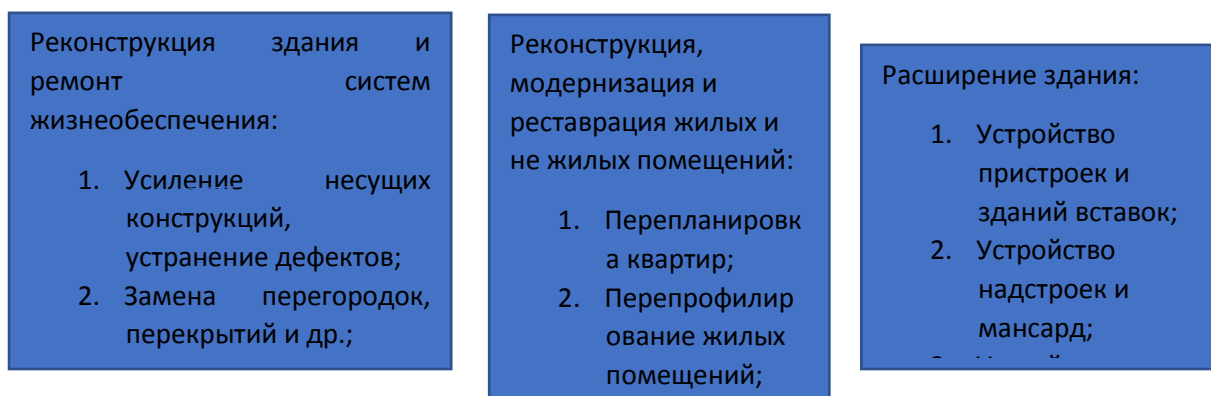 Реконструкция здания и
ремонт систем
жизнеобеспечения:
1. Усиление несущих
конструкций,
устранение дефектов;
2. Замена перегородок,
перекрытий и др.;
Реконструкция,
модернизация и
реставрация жилых и
не жилых помещений:
1. Перепланировк
а квартир;
2. Перепрофилир
ование жилых
помещений;
Расширение здания:
1. Устройство
пристроек и
зданий вставок;
2. Устройство
надстроек и
мансард;